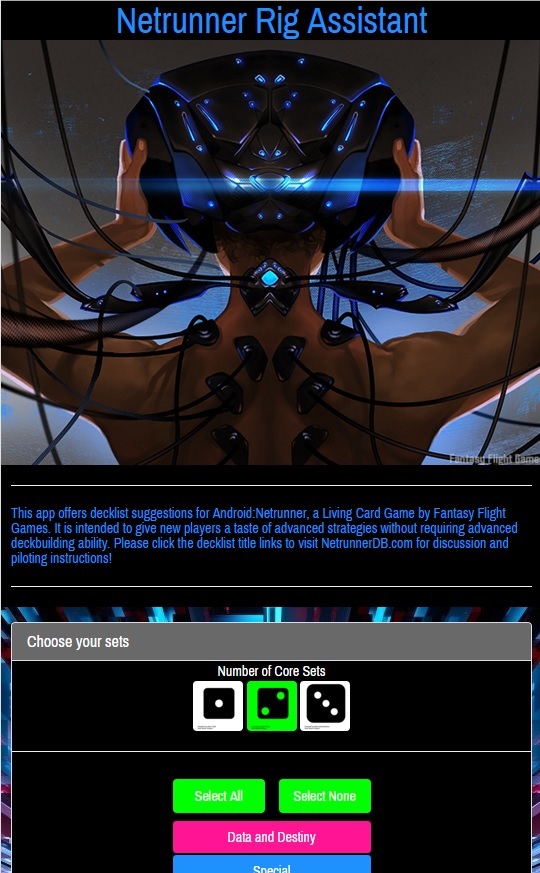 Netrunner Rig Assistant
Fantasy Flight Game
This app offers decklist suggestions for Android:Netrunner, a Living Card Game by Fantasy Flight
Games. It is intended to give new players a taste of advanced strategies without requiring advanced
deckbuilding ability. Please click the decklist title links to visit NetrunnerDB.com for discussion and
piloting instructions!
Choose your sets
Number of Core Sets
Select All
Select None
Data and Destiny
Special